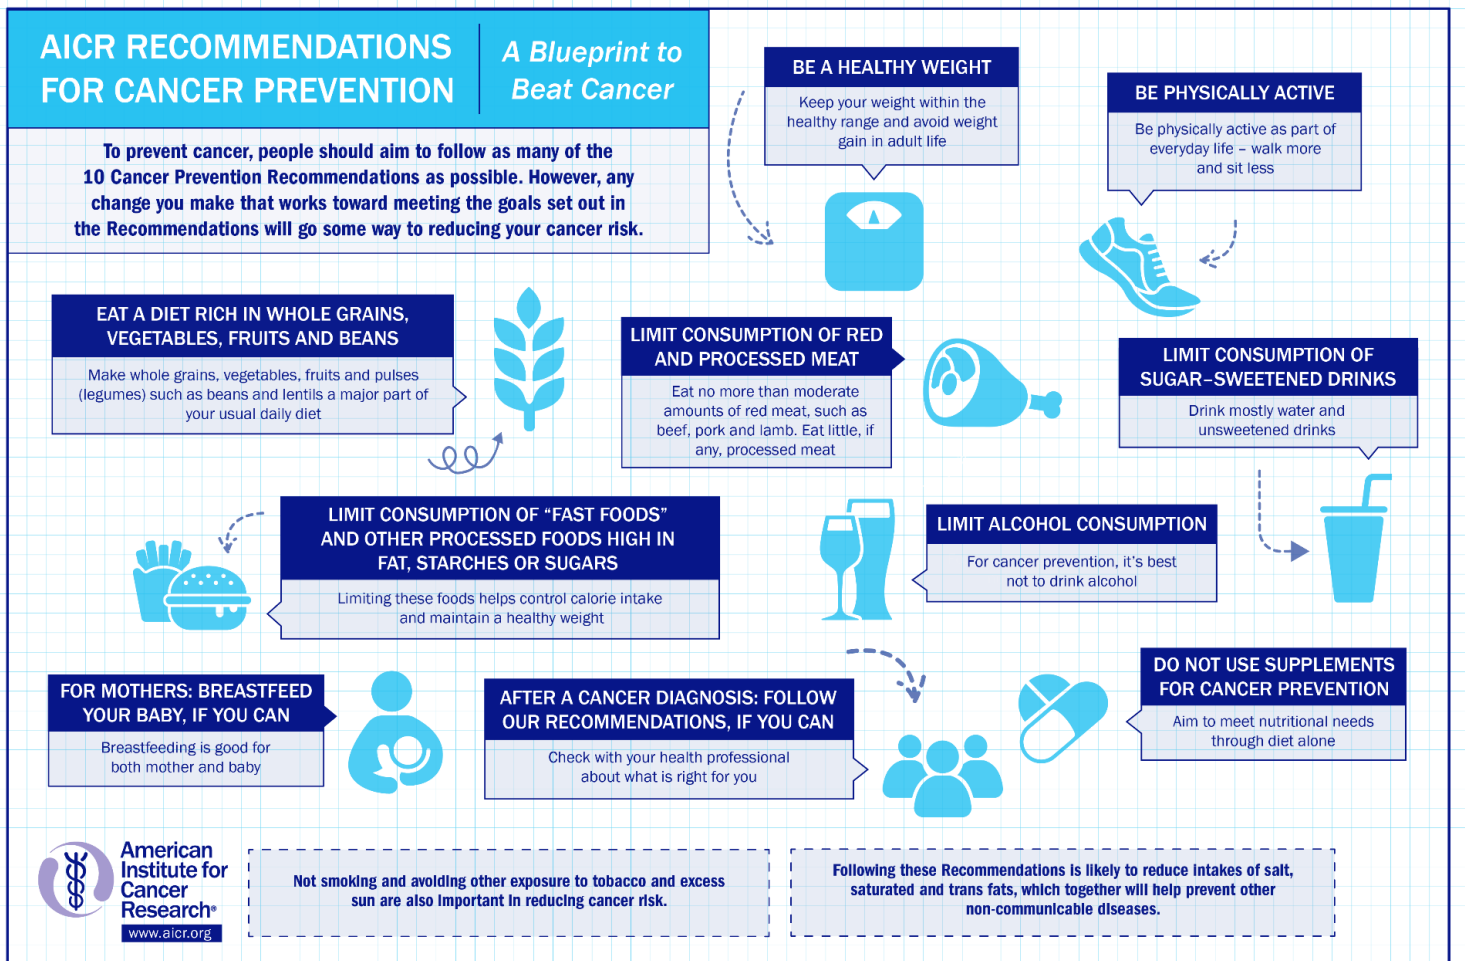 AICR RECOMMENDATIONS
FOR CANCER PREVENTION
A Blueprint to
Beat Cancer
To prevent cancer, people should aim to follow as many of the
10 Cancer Prevention Recommendations as possible. However, any
change you make that works toward meeting the goals set out in
the Recommendations will go some way to reducing your cancer risk.
BE A HEALTHY WEIGHT
Keep your weight within the
healthy range and avoid weight
gain in adult life
BE PHYSICALLY ACTIVE
Be physically active as part of
everyday life – walk more
and sit less
EAT A DIET RICH IN WHOLE GRAINS,
VEGETABLES, FRUITS AND BEANS
Make whole grains, vegetables, fruits and pulses
(legumes) such as beans and lentils a major part of
your usual daily diet
LIMIT CONSUMPTION OF RED
AND PROCESSED MEAT
Eat no more than moderate
amounts of red meat, such as
beef, pork and lamb. Eat little, if
any, processed meat
LIMIT CONSUMPTION OF
SUGAR–SWEETENED DRINKS
Drink mostly water and
unsweetened drinks
LIMIT CONSUMPTION OF “FAST FOODS”
AND OTHER PROCESSED FOODS HIGH IN
FAT, STARCHES OR SUGARS
Limiting these foods helps control calorie intake
and maintain a healthy weight
LIMIT ALCOHOL CONSUMPTION
For cancer prevention, it’s best
not to drink alcohol
FOR MOTHERS: BREASTFEED
YOUR BABY, IF YOU CAN
Breastfeeding is good for
both mother and baby
AFTER A CANCER DIAGNOSIS: FOLLOW
OUR RECOMMENDATIONS, IF YOU CAN
Check with your health professional
about what is right for you
DO NOT USE SUPPLEMENTS
FOR CANCER PREVENTION
Aim to meet nutritional needs
through diet alone
American
Institute for
Cancer
Research®
www.aicr.org
Not smoking and avoiding other exposure to tobacco and excess
sun are also important in reducing cancer risk.
Following these Recommendations is likely to reduce intakes of salt,
saturated and trans fats, which together will help prevent other
non-communicable diseases.